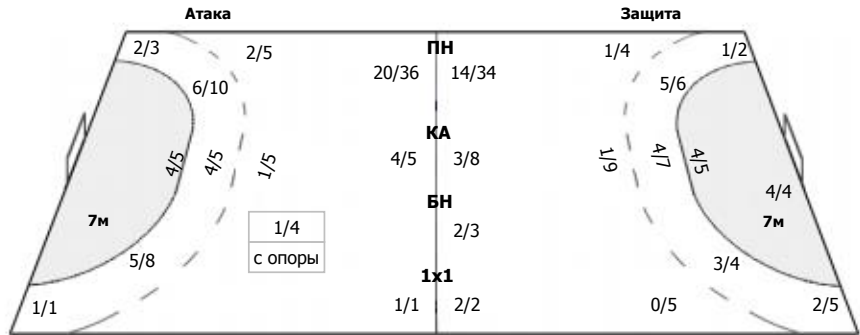 Атака Защита
2/3 2/5 ПН 1/4 1/2
20/36 14/34
6/10 5/6
КА
4/5 4/5 1/5 4/5 3/8 1/9 4/7 4/5
4/4
БН
7м 1/4 2/3 7м
5/8 с опоры 3/4
1x1
1/1 1/1 2/2 0/5 2/5